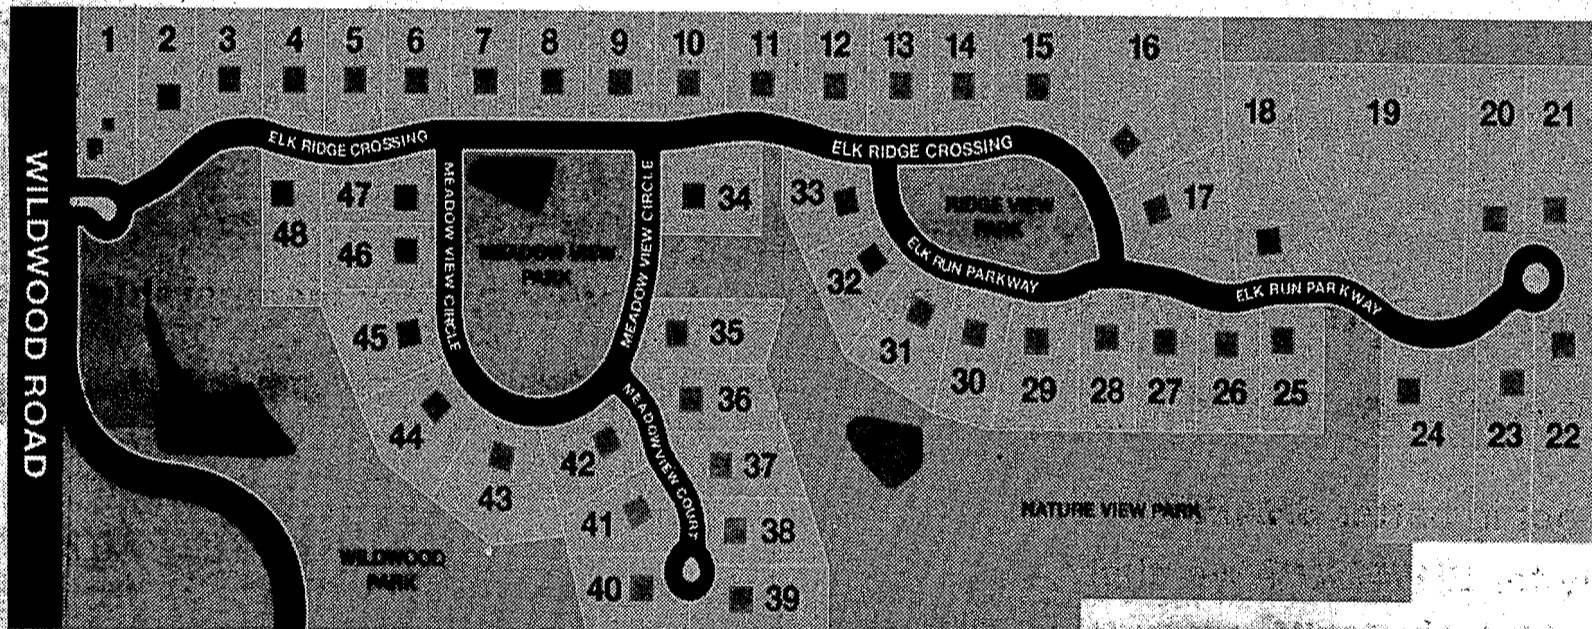 1 2 3 4 5 6 7 8 9 10 11 12 13 14 15 16
18 19 20 21
WILDWOOD ROAD
ELK RIDGE CROSSING
ELK RIDGE CROSSING
47
48
46
45
44
43
42
41
40
MEADOW VIEW CIRCLE
MEADOW VIEW
PARK
MEADOW VIEW CIRCLE
34
35
36
37
38
39
MEADOWVIEW COURT
33
32
31
30 29 28 27 26 25
RIDGE VIEW
PARK
17
ELK RUN PARKWAY
ELK RUN PARKWAY
24 23 22
NATURE VIEW PARK
WILDWOOD
PARK